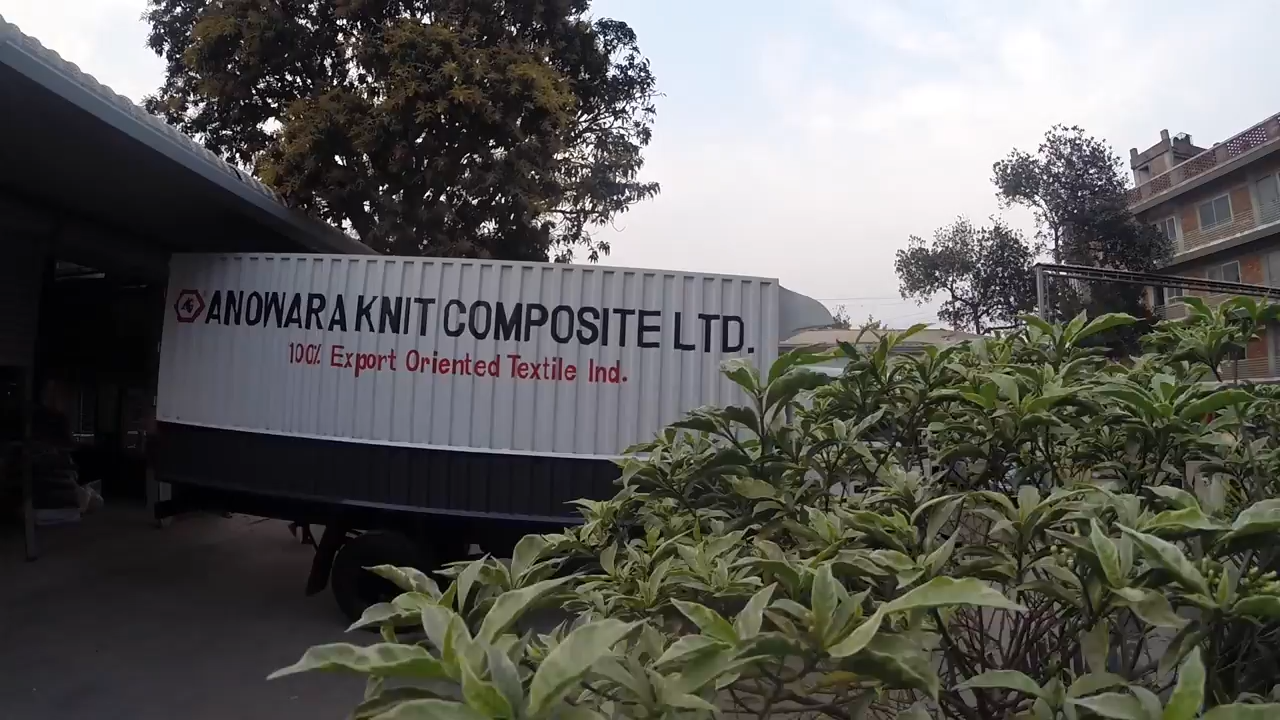 ANOWARA KNIT COMPOSITE LTD.
100% Export Oriented Textile Ind.